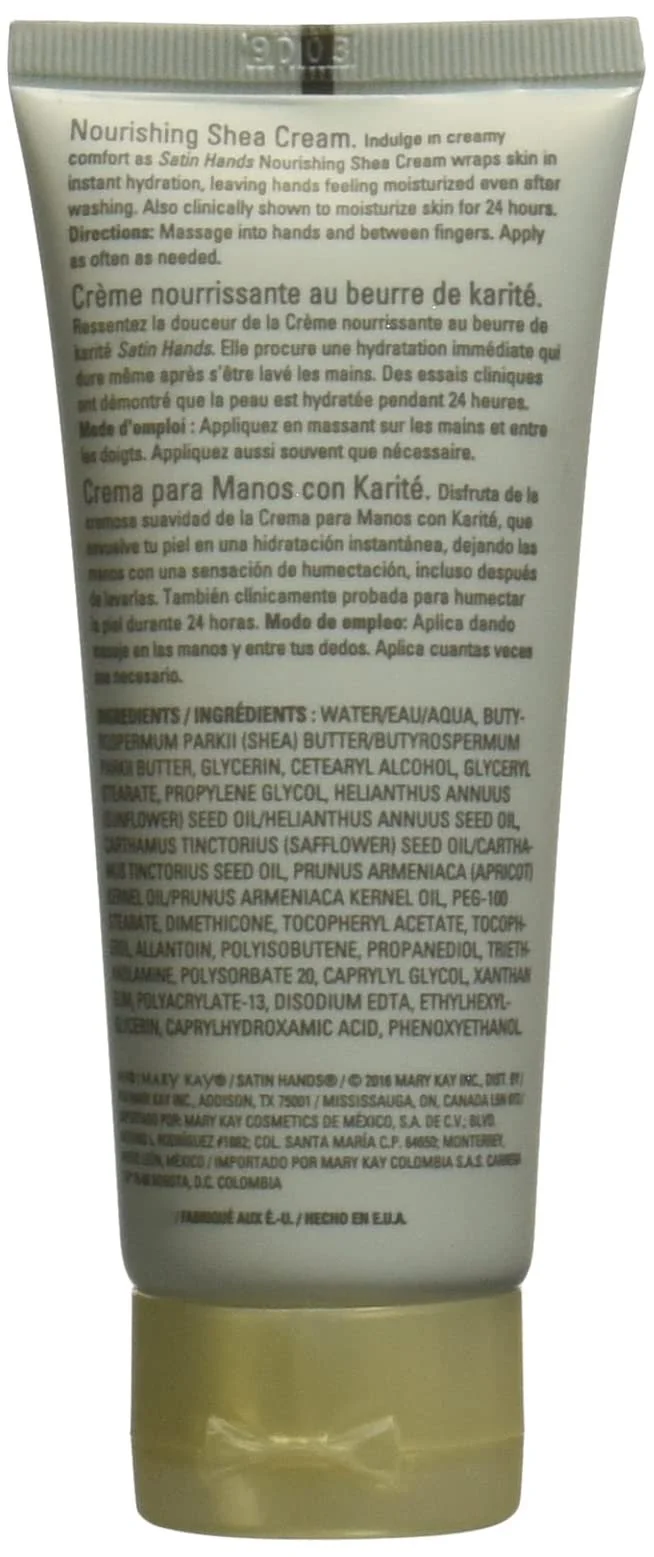 9D03
Nourishing Shea Cream. Indulge in creamy
comfort as Satin Hands Nourishing Shea Cream wraps skin in
instant hydration, leaving hands feeling moisturized even after
washing. Also clinically shown to moisturize skin for 24 hours.
Directions: Massage into hands and between fingers. Apply
as often as needed.
Crème nourrissante au beurre de karité.
Ressentez la douceur de la Crème nourrissante au beurre de
karité Satin Hands. Elle procure une hydratation immédiate qui
dure même après s'être lavé les mains. Des essais cliniques
ont démontré que la peau est hydratée pendant 24 heures.
Mode d'emploi : Appliquez en massant sur les mains et entre
les doigts. Appliquez aussi souvent que nécessaire.
Crema para Manos con Karité. Disfruta de la
cremosa suavidad de la Crema para Manos con Karité, que
envuelve tu piel en una hidratación instantánea, dejando las
manos con una sensación de humectación, incluso después
de lavarlas. También clínicamente probada para humectar
la piel durante 24 horas. Modo de empleo: Aplica dando
masaje en las manos y entre tus dedos. Aplica cuantas veces
sea necesario.
INGREDIENTS / INGRÉDIENTS : WATER/EAU/AQUA, BUTY-
ROSPERMUM PARKII (SHEA) BUTTER/BUTYROSPERMUM
PARKII BUTTER, GLYCERIN, CETEARYL ALCOHOL, GLYCERYL
STEARATE, PROPYLENE GLYCOL, HELIANTHUS ANNUUS
(SUNFLOWER) SEED OIL/HELIANTHUS ANNUUS SEED OIL,
CARTHAMUS TINCTORIUS (SAFFLOWER) SEED OIL/CARTHA-
MUS TINCTORIUS SEED OIL, PRUNUS ARMENIACA (APRICOT)
KERNEL OIL/PRUNUS ARMENIACA KERNEL OIL, PEG-100
STEARATE, DIMETHICONE, TOCOPHERYL ACETATE, TOCOPH-
EROL, ALLANTOIN, POLYISOBUTENE, PROPANEDIOL, TRIETH-
ANOLAMINE, POLYSORBATE 20, CAPRYLYL GLYCOL, XANTHAN
GUM, POLYACRYLATE-13, DISODIUM EDTA, ETHYLHEXYL-
GLYCERIN, CAPRYLHYDROXAMIC ACID, PHENOXYETHANOL
MARY KAY® / SATIN HANDS® / © 2016 MARY KAY INC., DIST. BY/
MARY KAY INC., ADDISON, TX 75001 / MISSISSAUGA, ON, CANADA L5N
POR: MARY KAY COSMETICS DE MÉXICO, S.A. DE C.V.; BLVD.
RODRÍGUEZ #1882; COL. SANTA MARÍA C.P. 64650; MONTERREY,
MÉXICO / IMPORTADO POR MARY KAY COLOMBIA S.A.S. CARRERA
BOGOTA, D.C. COLOMBIA
/ FABRIQUÉ AUX É.-U. / HECHO EN E.U.A.